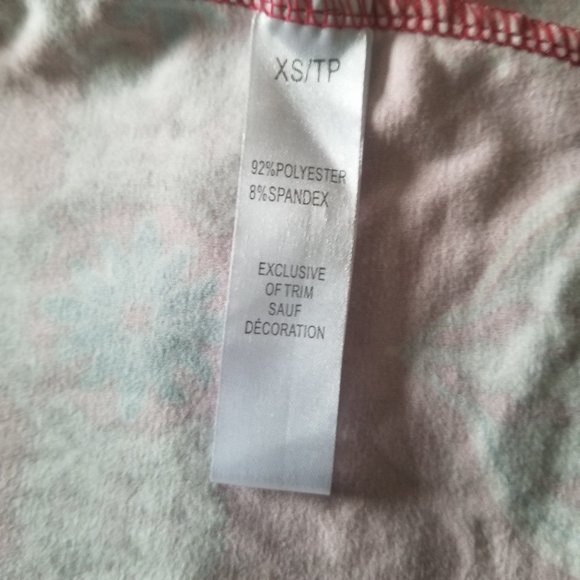 XS/TP
92%POLYESTER
8%SPANDEX
EXCLUSIVE
OF TRIM
SAUF
DÉCORATION